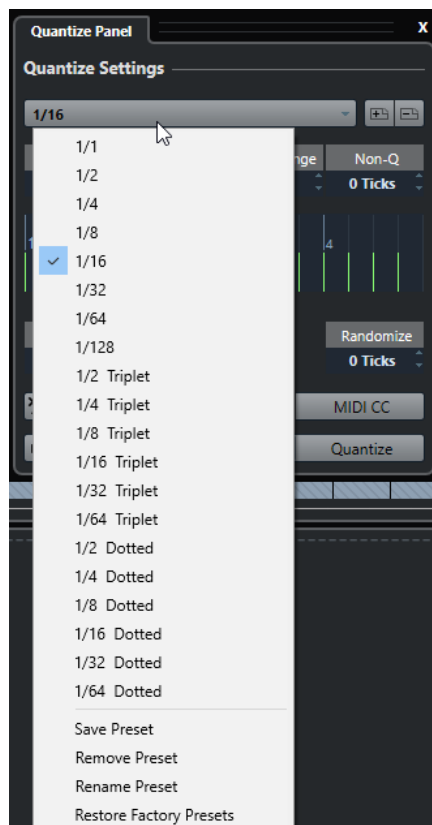 Quantize Panel
X
Quantize Settings
1/16
1/1
1/2
1/4
1/8
1/16
1/32
1/64
1/128
1/2 Triplet
1/4 Triplet
1/8 Triplet
1/16 Triplet
1/32 Triplet
1/64 Triplet
1/2 Dotted
1/4 Dotted
1/8 Dotted
1/16 Dotted
1/32 Dotted
1/64 Dotted
Save Preset
Remove Preset
Rename Preset
Restore Factory Presets
Non-Q
0 Ticks
4
Randomize
0 Ticks
MIDI CC
Quantize